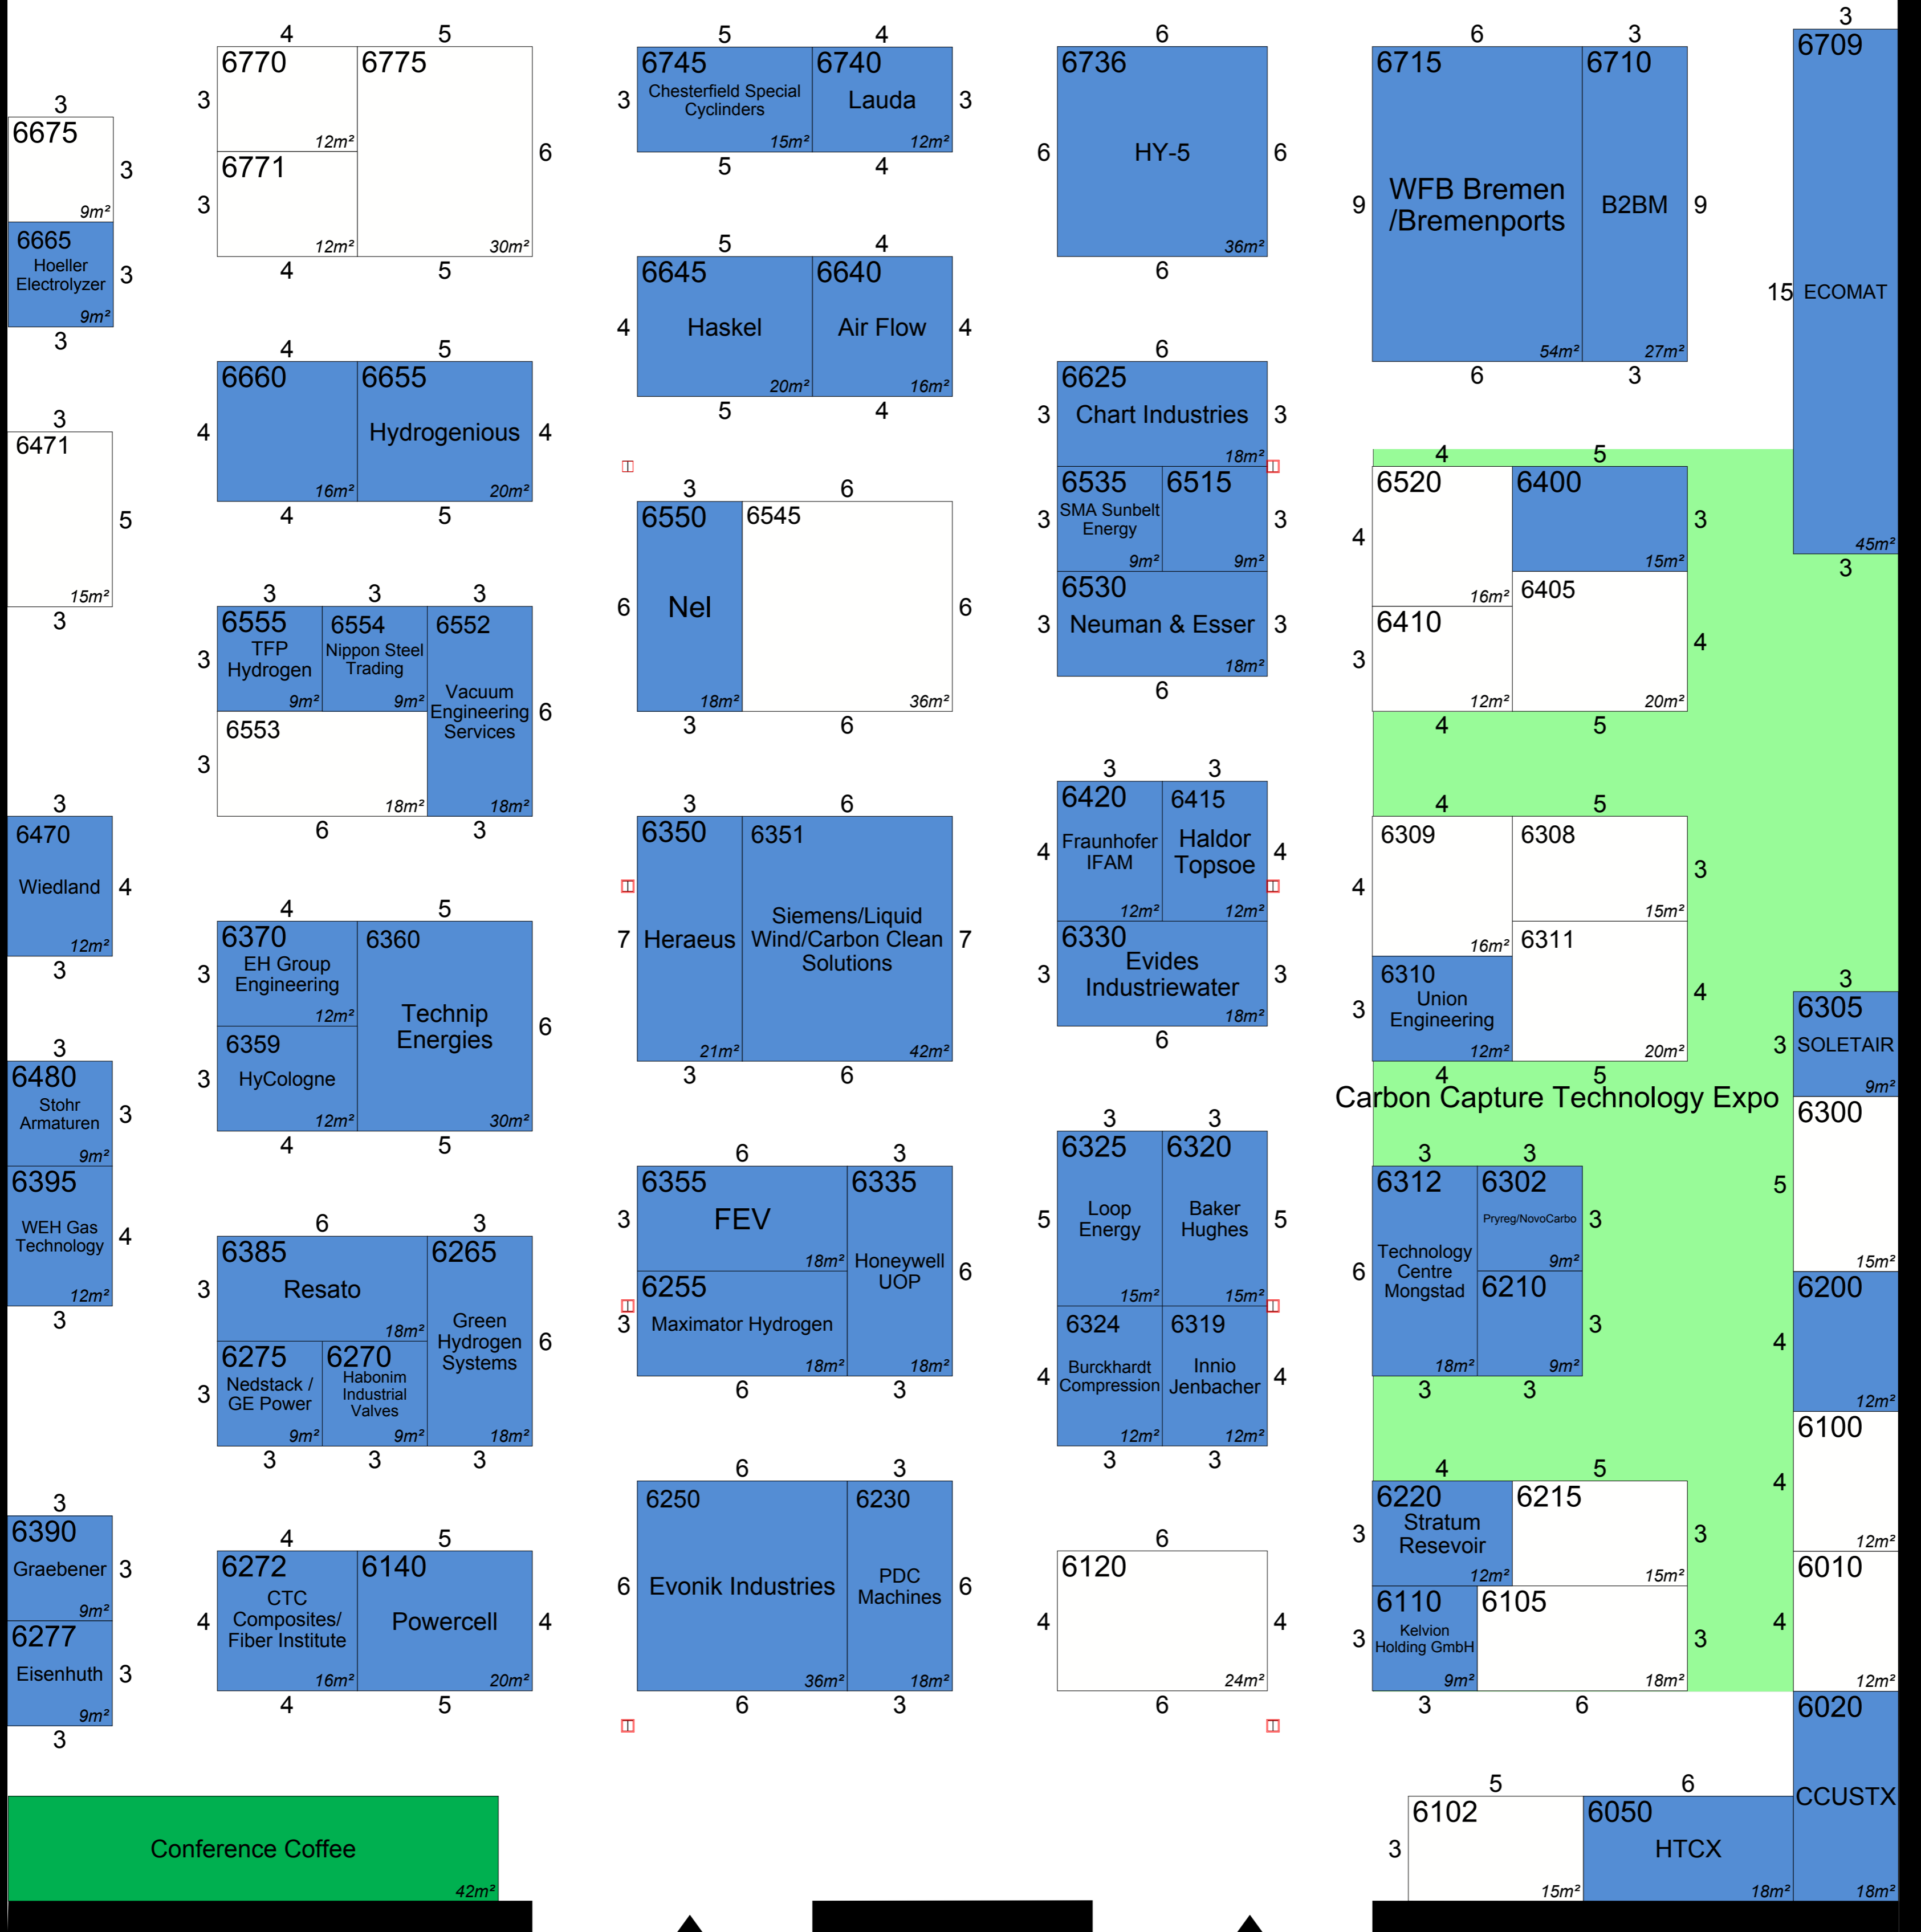 3
6675
3
9m²
6665
Hoeller
Electrolyzer
3
9m²
3
3
6471
5
15m²
3
3
6470
Wiedland
4
12m²
3
3
6480
Stohr
Armaturen
3
9m²
6395
WEH Gas
Technology
4
12m²
3
3
6390
Graebener
3
9m²
6277
Eisenhuth
3
9m²
3
Conference Coffee
42m²
4 5
6770 6775
3
12m²
6771
3
6
12m² 30m²
4 5
4 5
6660 6655
Hydrogenious
4 4
16m² 20m²
4 5
3 3 3
6555 6554 6552
TFP
Hydrogen
Nippon Steel
Trading
3
9m² 9m²
Vacuum
Engineering
Services
6
6553
3
18m² 18m²
6 3
4 5
6370 6360
EH Group
Engineering
3
12m²
Technip
Energies
6
6359
HyCologne
3
12m² 30m²
4 5
6 3
6385 6265
Resato
3
18m²
Green
Hydrogen
Systems
6
6275 6270
Nedstack /
GE Power
Habonim
Industrial
Valves
3
9m² 9m² 18m²
3 3 3
4 5
6272 6140
CTC
Composites/
Fiber Institute
Powercell
4 4
16m² 20m²
4 5
5 4
6745 6740
Chesterfield Special
Cyclinders
Lauda
3 3
15m² 12m²
5 4
5 4
6645 6640
Haskel Air Flow
4 4
20m² 16m²
5 4
3 6
6550 6545
Nel
6 6
18m² 36m²
3 6
3 6
6350 6351
Heraeus
Siemens/Liquid
Wind/Carbon Clean
Solutions
7 7
21m² 42m²
3 6
6 3
6355 6335
FEV
3
18m²
Honeywell
UOP
6
6255
Maximator Hydrogen
3
18m² 18m²
6 3
6 3
6250 6230
Evonik Industries
PDC
Machines
6 6
36m² 18m²
6 3
6
6736
HY-5
6 6
36m²
6
6
6625
Chart Industries
3 3
18m²
6535 6515
SMA Sunbelt
Energy
3 3
9m² 9m²
6530
Neuman & Esser
3 3
18m²
6
3 3
6420 6415
Fraunhofer
IFAM
Haldor
Topsoe
4 4
12m² 12m²
6330
Evides
Industriewater
3 3
18m²
6
3 3
6325 6320
Loop
Energy
Baker
Hughes
5 5
15m² 15m²
6324 6319
Burckhardt
Compression
Innio
Jenbacher
4 4
12m² 12m²
3 3
6
6120
4 4
24m²
6
6 3
6715 6710
WFB Bremen
/Bremenports
B2BM
9 9
54m² 27m²
6 3
4 5
6520 6400
4 3
16m² 15m²
6410 6405
3 4
12m² 20m²
4 5
4 5
6309 6308
4 3
16m² 15m²
6310 6311
Union
Engineering
3 4
12m² 20m²
4 5
Carbon Capture Technology Expo
3 3
6312 6302
Pryreg/NovoCarbo
3
9m²
Technology
Centre
Mongstad
6
6210
3
18m² 9m²
3 3
4 5
6220 6215
Stratum
Resevoir
3 3
12m² 15m²
6110 6105
Kelvion
Holding GmbH
3 3
9m² 18m²
3 6
5 6
6102 6050
HTCX
3
15m² 18m²
3
6709
15
ECOMAT
45m²
3
3
6305
3
SOLETAIR
9m²
6300
5
15m²
6200
4
12m²
6100
4
12m²
6010
4
12m²
6020
CCUSTX
18m²